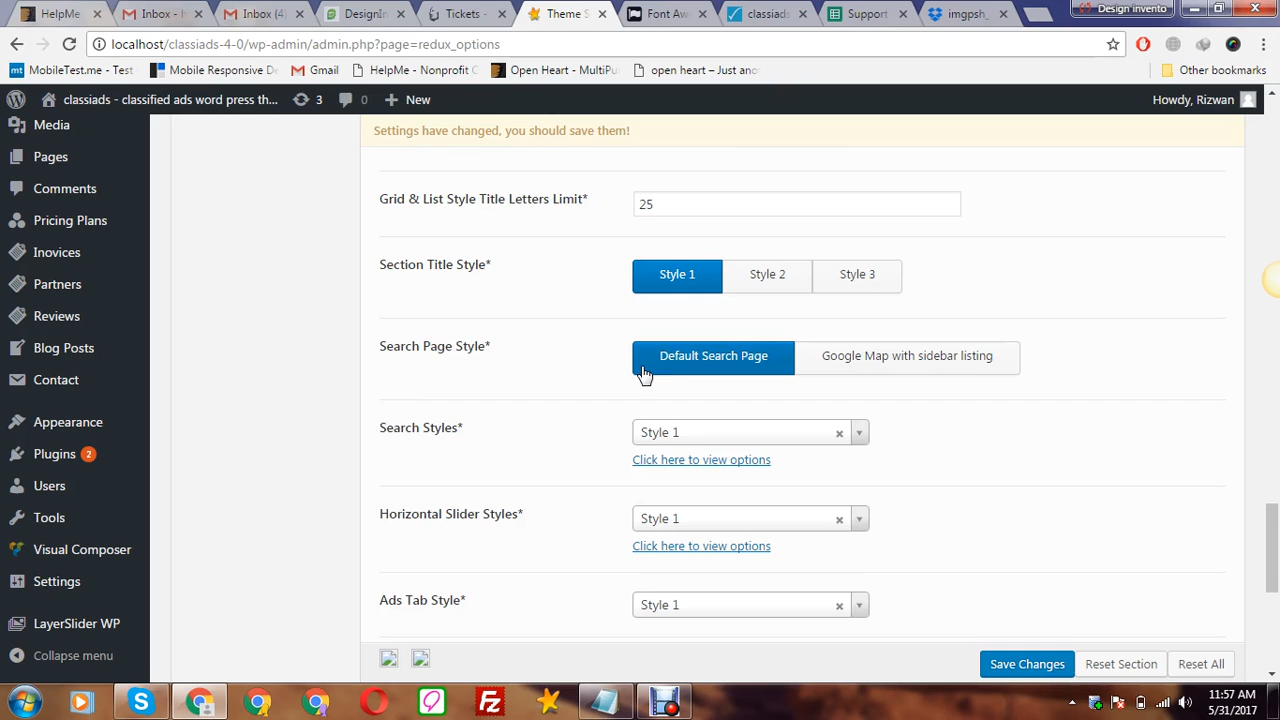 HelpMe
Inbox - I
Inbox (4)
DesignIn
Tickets -
Theme S
Font Aw
classiads
Support
imgpsh_
Design invento
localhost/classiads-4-0/wp-admin/admin.php?page=redux_options
MobileTest.me - Test
Mobile Responsive De
Gmail
HelpMe - Nonprofit C
Open Heart - MultiPu
open heart – Just ano
Other bookmarks
classiads - classified ads word press th...
3
0
New
Howdy, Rizwan
Media
Pages
Comments
Pricing Plans
Inovices
Partners
Reviews
Blog Posts
Contact
Appearance
Plugins 2
Users
Tools
Visual Composer
Settings
LayerSlider WP
Collapse menu
Settings have changed, you should save them!
Grid & List Style Title Letters Limit*
25
Section Title Style*
Style 1
Style 2
Style 3
Search Page Style*
Default Search Page
Google Map with sidebar listing
Search Styles*
Style 1
Click here to view options
Horizontal Slider Styles*
Style 1
Click here to view options
Ads Tab Style*
Style 1
Save Changes
Reset Section
Reset All
11:57 AM
5/31/2017